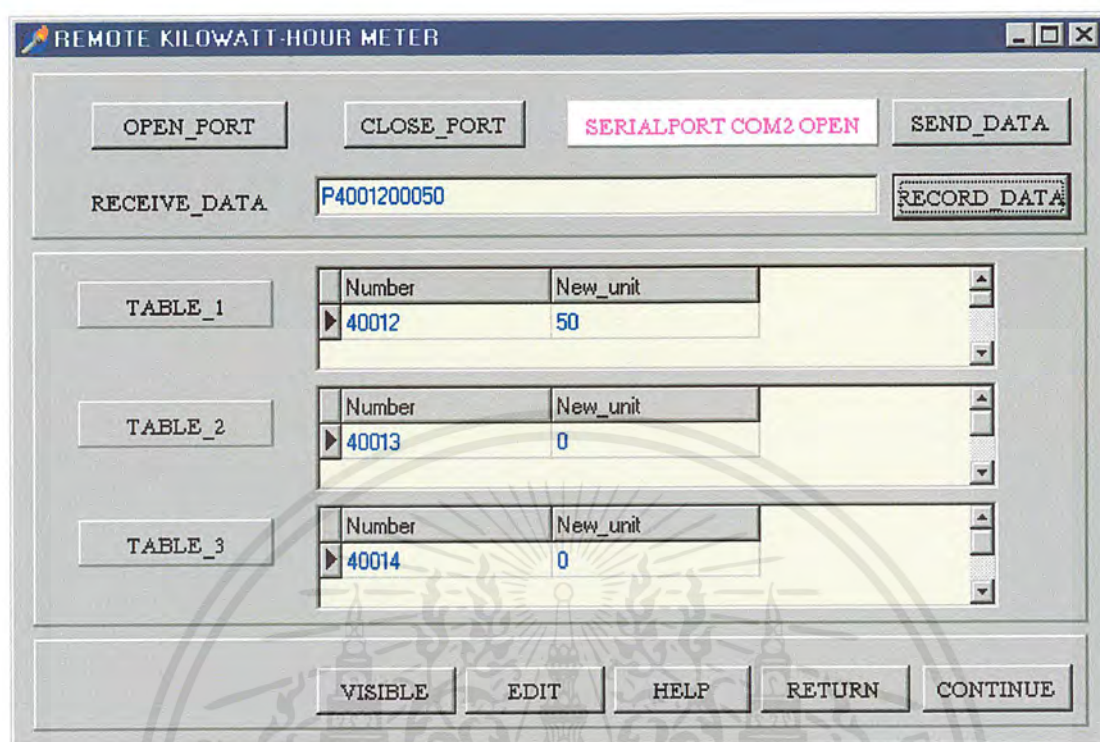 REMOTE KILOWATT-HOUR METER
OPEN_PORT CLOSE_PORT SERIALPORT COM2 OPEN SEND_DATA
RECEIVE_DATA P4001200050 RECORD_DATA
TABLE_1
Number New_unit
40012 50
TABLE_2
Number New_unit
40013 0
TABLE_3
Number New_unit
40014 0
VISIBLE EDIT HELP RETURN CONTINUE